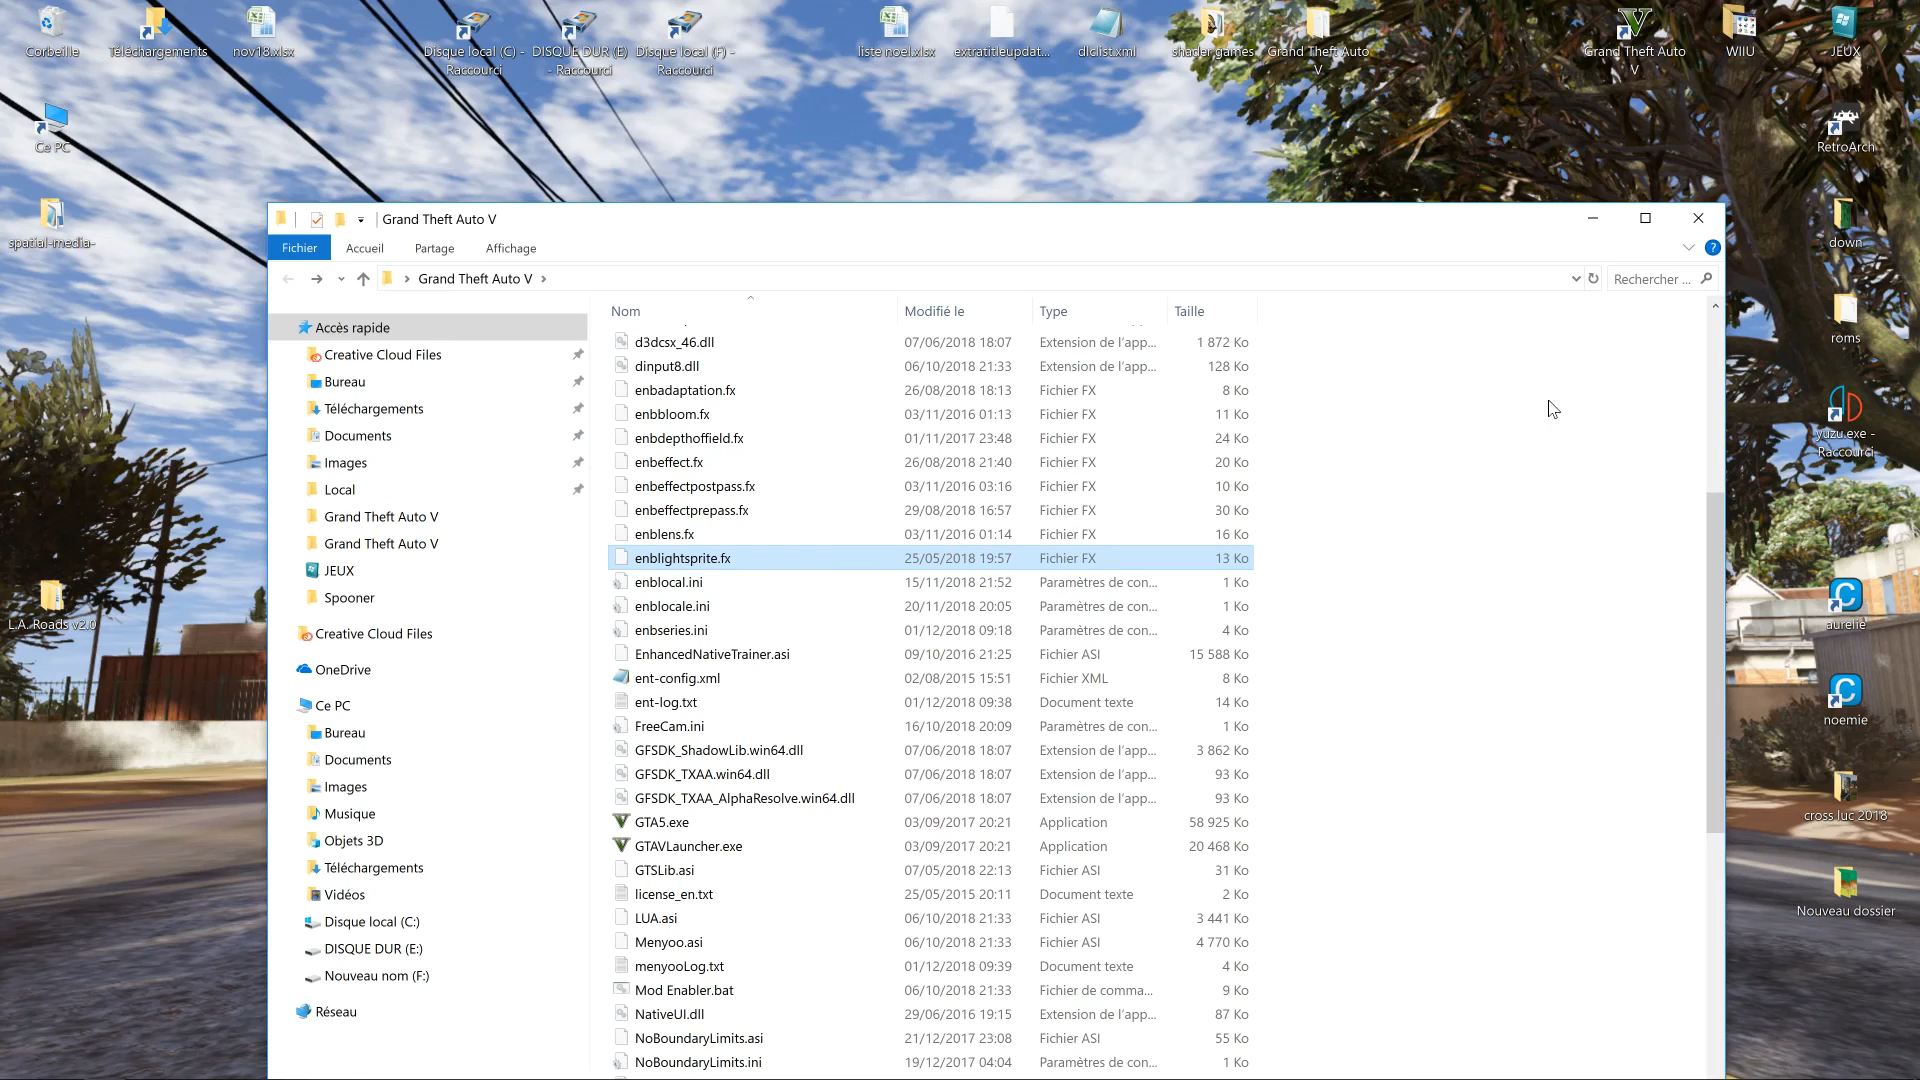 Corbeille
Téléchargements
nov18.xlsx
Disque local (C) -
Raccourci
DISQUE DUR (E)
- Raccourci
Disque local (F) -
Raccourci
liste noel.xlsx
extratitleupdat...
dlclist.xml
shader games
Grand Theft Auto
V
Grand Theft Auto
V
WIIU
JEUX
Ce PC
RetroArch
spatial-media-
down
roms
yuzu.exe -
Raccourci
L.A. Roads v2.0
aurelie
noemie
cross luc 2018
Nouveau dossier
Grand Theft Auto V
Fichier
Accueil
Partage
Affichage
Grand Theft Auto V
Rechercher ...
Accès rapide
Creative Cloud Files
Bureau
Téléchargements
Documents
Images
Local
Grand Theft Auto V
Grand Theft Auto V
JEUX
Spooner
Creative Cloud Files
OneDrive
Ce PC
Bureau
Documents
Images
Musique
Objets 3D
Téléchargements
Vidéos
Disque local (C:)
DISQUE DUR (E:)
Nouveau nom (F:)
Réseau
Nom Modifié le Type Taille
d3dcsx_46.dll 07/06/2018 18:07 Extension de l'app... 1 872 Ko
dinput8.dll 06/10/2018 21:33 Extension de l'app... 128 Ko
enbadaptation.fx 26/08/2018 18:13 Fichier FX 8 Ko
enbbloom.fx 03/11/2016 01:13 Fichier FX 11 Ko
enbdepthoffield.fx 01/11/2017 23:48 Fichier FX 24 Ko
enbeffect.fx 26/08/2018 21:40 Fichier FX 20 Ko
enbeffectpostpass.fx 03/11/2016 03:16 Fichier FX 10 Ko
enbeffectprepass.fx 29/08/2018 16:57 Fichier FX 30 Ko
enblens.fx 03/11/2016 01:14 Fichier FX 16 Ko
enblightsprite.fx 25/05/2018 19:57 Fichier FX 13 Ko
enblocal.ini 15/11/2018 21:52 Paramètres de con... 1 Ko
enblocale.ini 20/11/2018 20:05 Paramètres de con... 1 Ko
enbseries.ini 01/12/2018 09:18 Paramètres de con... 4 Ko
EnhancedNativeTrainer.asi 09/10/2016 21:25 Fichier ASI 15 588 Ko
ent-config.xml 02/08/2015 15:51 Fichier XML 8 Ko
ent-log.txt 01/12/2018 09:38 Document texte 14 Ko
FreeCam.ini 16/10/2018 20:09 Paramètres de con... 1 Ko
GFSDK_ShadowLib.win64.dll 07/06/2018 18:07 Extension de l'app... 3 862 Ko
GFSDK_TXAA.win64.dll 07/06/2018 18:07 Extension de l'app... 93 Ko
GFSDK_TXAA_AlphaResolve.win64.dll 07/06/2018 18:07 Extension de l'app... 93 Ko
GTA5.exe 03/09/2017 20:21 Application 58 925 Ko
GTAVLauncher.exe 03/09/2017 20:21 Application 20 468 Ko
GTSLib.asi 07/05/2018 22:13 Fichier ASI 31 Ko
license_en.txt 25/05/2015 20:11 Document texte 2 Ko
LUA.asi 06/10/2018 21:33 Fichier ASI 3 441 Ko
Menyoo.asi 06/10/2018 21:33 Fichier ASI 4 770 Ko
menyooLog.txt 01/12/2018 09:39 Document texte 4 Ko
Mod Enabler.bat 06/10/2018 21:33 Fichier de comma... 9 Ko
NativeUI.dll 29/06/2016 19:15 Extension de l'app... 87 Ko
NoBoundaryLimits.asi 21/12/2017 23:08 Fichier ASI 55 Ko
NoBoundaryLimits.ini 19/12/2017 04:04 Paramètres de con... 1 Ko